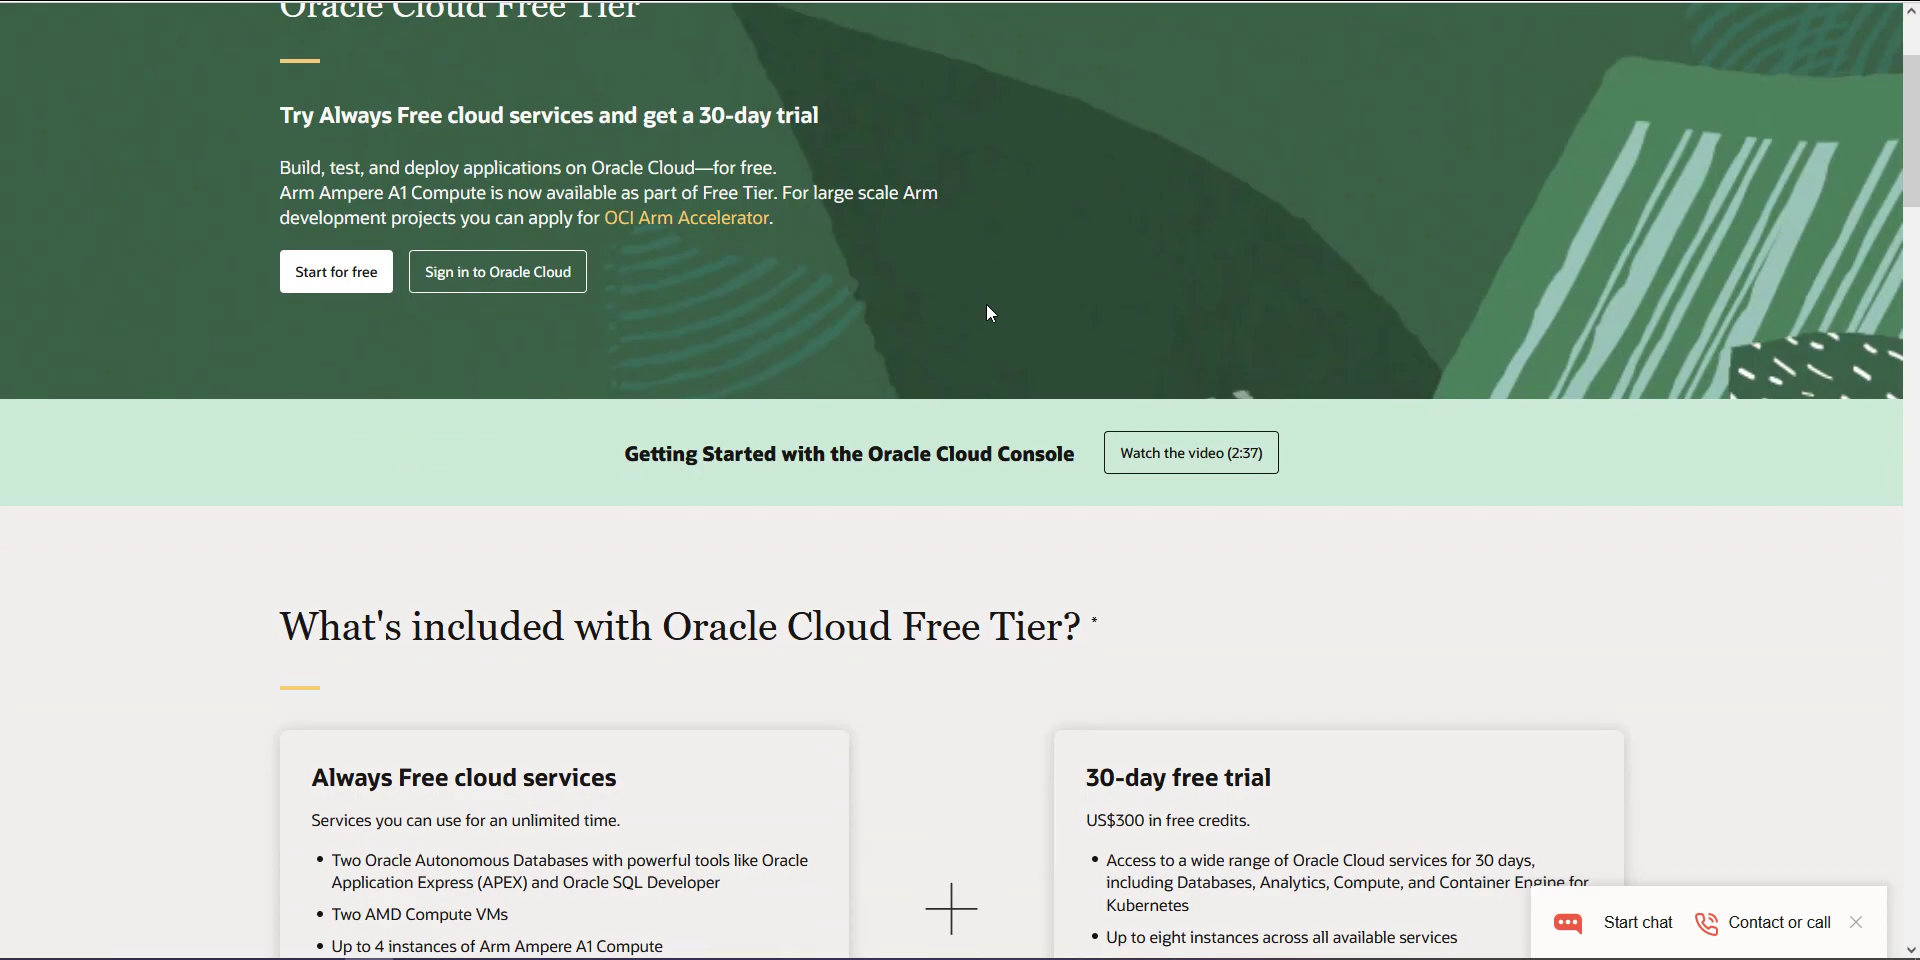 Oracle Cloud Free Tier
Try Always Free cloud services and get a 30-day trial
Build, test, and deploy applications on Oracle Cloud—for free.
Arm Ampere A1 Compute is now available as part of Free Tier. For large scale Arm
development projects you can apply for OCI Arm Accelerator.
Start for free
Sign in to Oracle Cloud
Getting Started with the Oracle Cloud Console
Watch the video (2:37)
What's included with Oracle Cloud Free Tier? *
Always Free cloud services
Services you can use for an unlimited time.
• Two Oracle Autonomous Databases with powerful tools like Oracle
Application Express (APEX) and Oracle SQL Developer
• Two AMD Compute VMs
• Up to 4 instances of Arm Ampere A1 Compute
30-day free trial
US$300 in free credits.
• Access to a wide range of Oracle Cloud services for 30 days,
including Databases, Analytics, Compute, and Container Engine for
Kubernetes
• Up to eight instances across all available services
Start chat
Contact or call